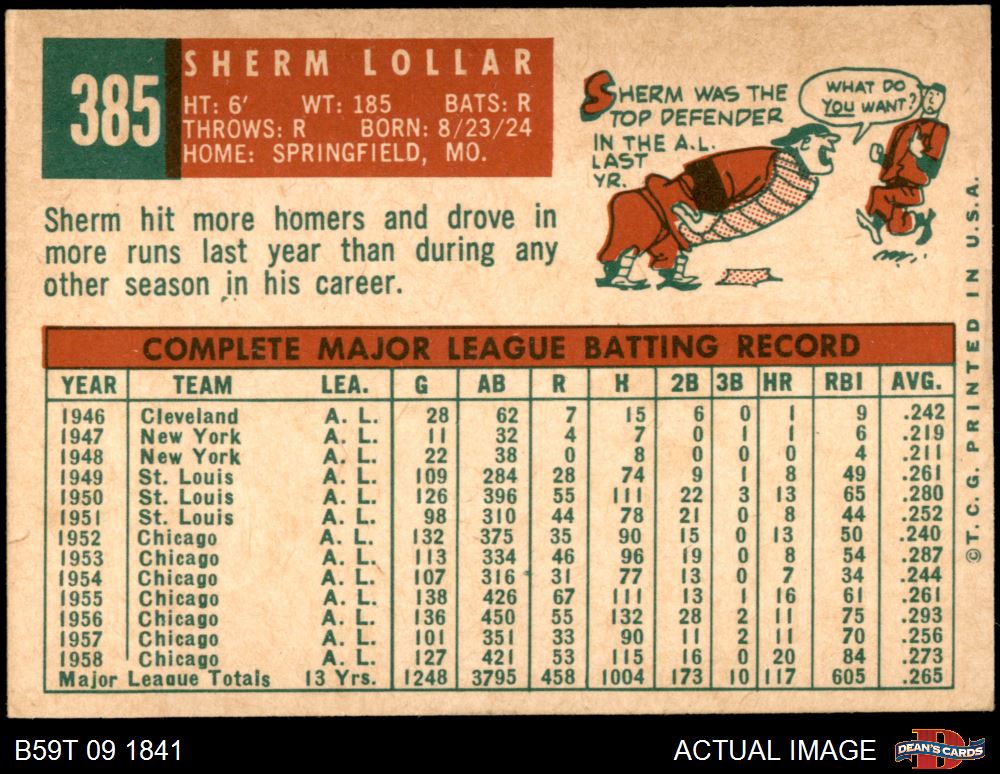 385
SHERM LOLLAR
HT: 6' WT: 185 BATS: R
THROWS: R BORN: 8/23/24
HOME: SPRINGFIELD, MO.
SHERM WAS THE
TOP DEFENDER
IN THE A.L.
LAST
YR.
WHAT DO
YOU WANT?
Sherm hit more homers and drove in
more runs last year than during any
other season in his career.
COMPLETE MAJOR LEAGUE BATTING RECORD
YEAR TEAM LEA. G AB R H 2B 3B HR RBI AVG.
1946 Cleveland A. L. 28 62 7 15 6 0 1 9 .242
1947 New York A. L. 11 32 4 7 0 1 1 6 .219
1948 New York A. L. 22 38 0 8 0 0 0 4 .211
1949 St. Louis A. L. 109 284 28 74 9 1 8 49 .261
1950 St. Louis A. L. 126 396 55 111 22 3 13 65 .280
1951 St. Louis A. L. 98 310 44 78 21 0 8 44 .252
1952 Chicago A. L. 132 375 35 90 15 0 13 50 .240
1953 Chicago A. L. 113 334 46 96 19 0 8 54 .287
1954 Chicago A. L. 107 316 31 77 13 0 7 34 .244
1955 Chicago A. L. 138 426 67 111 13 1 16 61 .261
1956 Chicago A. L. 136 450 55 132 28 2 11 75 .293
1957 Chicago A. L. 101 351 33 90 11 2 11 70 .256
1958 Chicago A. L. 127 421 53 115 16 0 20 84 .273
Major League Totals 13 Yrs. 1248 3795 458 1004 173 10 117 605 .265
© T. C. G. PRINTED IN U.S.A.
B59T 09 1841
ACTUAL IMAGE
D
DEAN'S CARDS